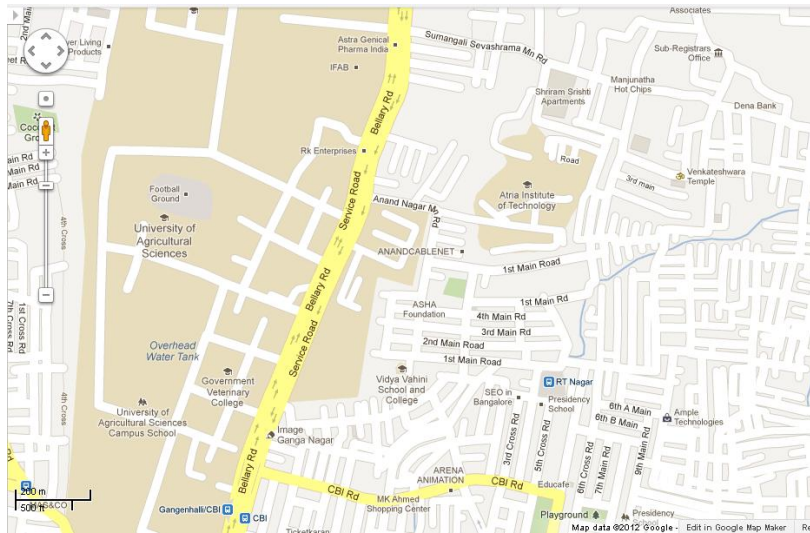 Associates
2nd Main
yer Living
Products
Astra Genical
Pharma India
Sumangali Sevashrama Mn Rd
Sub-Registrars
Office
IFAB
Shriram Srishti
Apartments
Manjunatha
Hot Chips
Dena Bank
Bellary Rd
Rk Enterprises
Road
3rd main
Venkateshwara
Temple
Main Rd
Main Rd
Football
Ground
Service Road
Anand Nagar Mn Rd
Atria Institute
of Technology
4th Cross
University of
Agricultural
Sciences
ANANDCABLENET
1st Main Road
Bellary Rd
1st Cross Rd
7th Cross Rd
ASHA
Foundation
1st Main Rd
4th Main Rd
3rd Main Rd
2nd Main Road
1st Main Road
Service Road
Overhead
Water Tank
Government
Veterinary
College
Vidya Vahini
School and
College
RT Nagar
SEO in
Bangalore
Presidency
School
4th Cross
University of
Agricultural Sciences
Campus School
6th A Main
6th B Main
Ample
Technologies
Image
Ganga Nagar
3rd Cross Rd
5th Cross Rd
6th Cross Rd
7th Main Rd
9th Main Rd
Bellary Rd
CBI Rd
ARENA
ANIMATION
CBI Rd
Educafe
MK Ahmed
Shopping Center
200 m
500 ft
Gangenhalli/CBI
CBI
Ticketkaran
Playground
Presidency
School
Map data ©2012 Google - Edit in Google Map Maker